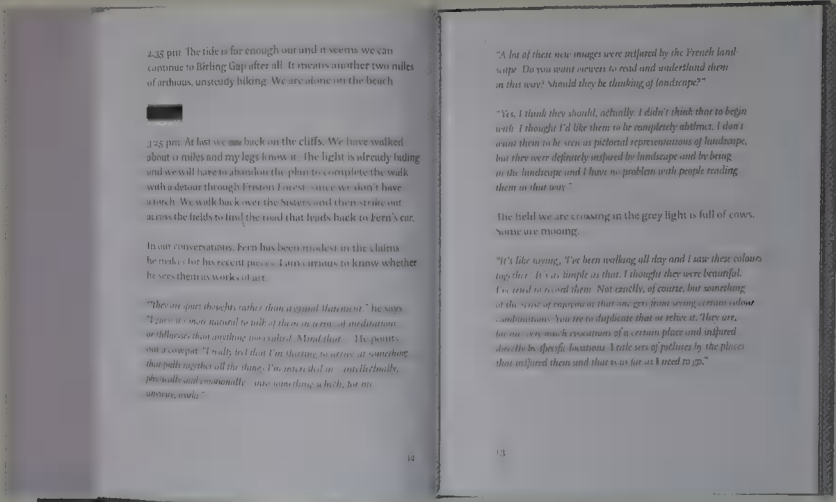 2.35 pm The tide is far enough out and it seems we can
continue to Birling Gap after all. It means another two miles
of arduous, unsteady hiking. We are alone on the beach
3.25 pm At last we are back on the cliffs. We have walked
about 11 miles and my legs know it. The light is already fading
and we will have to abandon the plan to complete the walk
with a detour through Friston Forest since we don't have
a torch. We walk back over the Sisters and then strike out
across the fields to find the road that leads back to Fern's car.
In our conversations, Fern has been modest in the claims
he makes for his recent pieces. I am curious to know whether
he sees them as works of art.
"They are quiet thoughts rather than a grand statement," he says
"I guess it's more natural to talk of them in terms of meditations
or stillnesses than anything too exalted. Mind that" He points
out a cowpat "I really feel that I'm starting to arrive at something
that pulls together all the things I'm interested in intellectually,
physically and emotionally into something which, for me
anyway, works"
14
"A lot of these new images were inspired by the French land-
scape. Do you want viewers to read and understand them
in that way? Should they be thinking of landscape?"
"Yes, I think they should, actually. I didn't think that to begin
with. I thought I'd like them to be completely abstract. I don't
want them to be seen as pictorial representations of landscape,
but they were definitely inspired by landscape and by being
in the landscape and I have no problem with people reading
them in that way"
The field we are crossing in the grey light is full of cows.
Some are mooing.
"It's like saying, 'I've been walking all day and I saw these colours
together. It's as simple as that. I thought they were beautiful.
I've tried to record them. Not exactly, of course, but something
of the sense of enjoyment that one gets from seeing certain colour
combinations. You try to duplicate that or relive it. They are,
for me, very much evocations of a certain place and inspired
directly by specific locations. I title sets of pictures by the places
that inspired them and that is as far as I need to go."